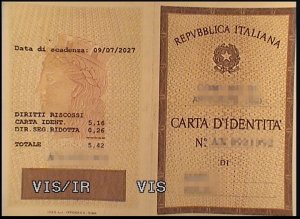 Data di scadenza: 09/07/2027
DIRITTI RISCOSSI
CARTA IDENT. 5,16
DIR.SEG.RIDOTTA 0,26
TOTALE 5,42
VIS/IR
REPVBBLICA ITALIANA
CARTA D'IDENTITA'
N°
DI
VIS